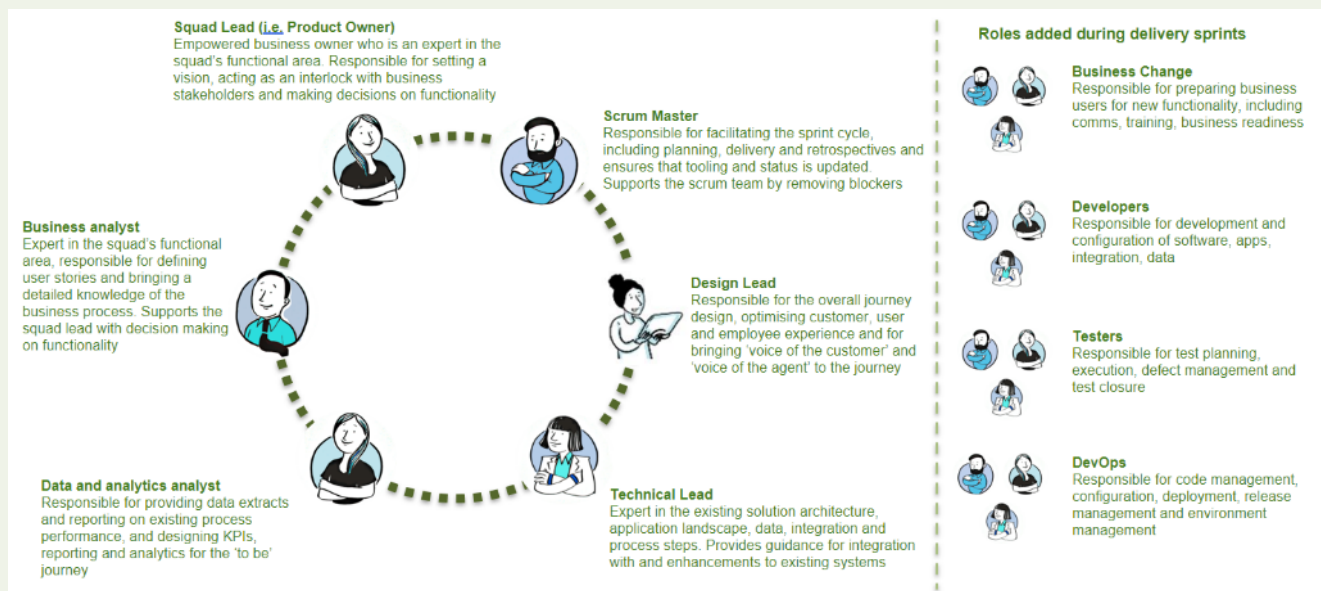 Squad Lead (i.e. Product Owner)
Empowered business owner who is an expert in the
squad's functional area. Responsible for setting a
vision, acting as an interlock with business
stakeholders and making decisions on functionality
Scrum Master
Responsible for facilitating the sprint cycle,
including planning, delivery and retrospectives and
ensures that tooling and status is updated.
Supports the scrum team by removing blockers
Business analyst
Expert in the squad's functional
area, responsible for defining
user stories and bringing a
detailed knowledge of the
business process. Supports the
squad lead with decision making
on functionality
Design Lead
Responsible for the overall journey
design, optimising customer, user
and employee experience and for
bringing 'voice of the customer' and
'voice of the agent' to the journey
Data and analytics analyst
Responsible for providing data extracts
and reporting on existing process
performance, and designing KPIs,
reporting and analytics for the 'to be'
journey
Technical Lead
Expert in the existing solution architecture,
application landscape, data, integration and
process steps. Provides guidance for integration
with and enhancements to existing systems
Roles added during delivery sprints
Business Change
Responsible for preparing business
users for new functionality, including
comms, training, business readiness
Developers
Responsible for development and
configuration of software, apps,
integration, data
Testers
Responsible for test planning,
execution, defect management and
test closure
DevOps
Responsible for code management,
configuration, deployment, release
management and environment
management